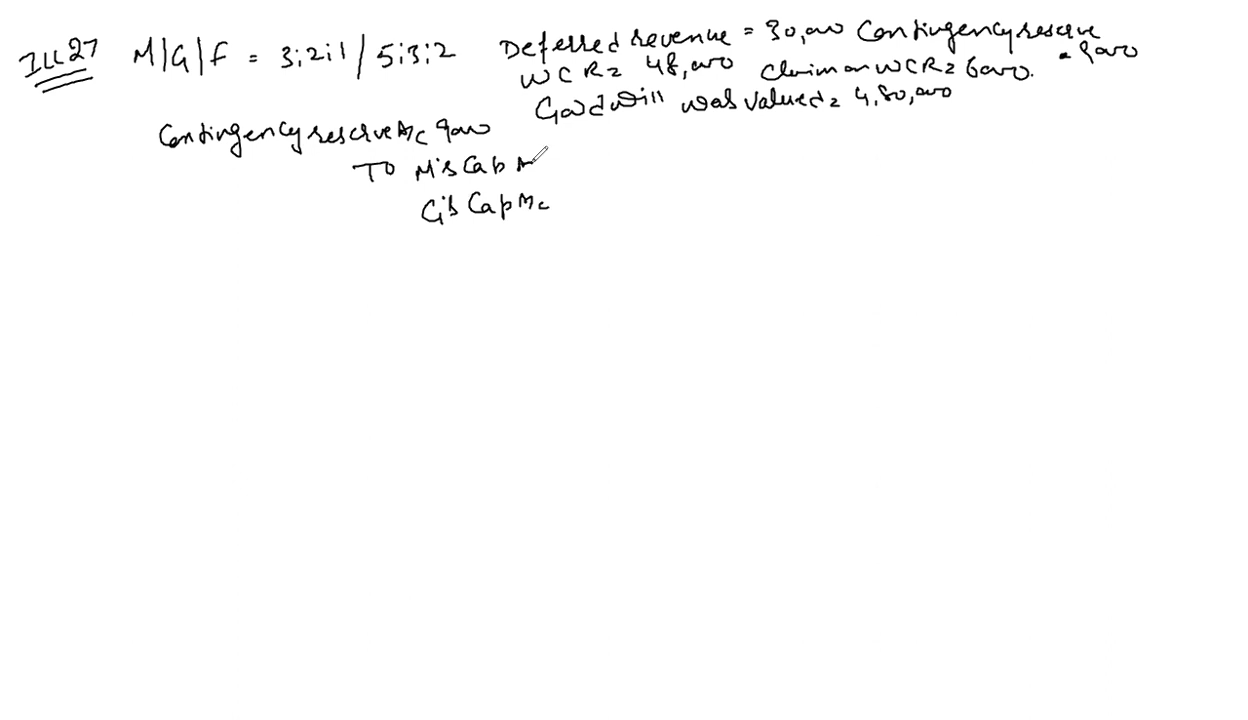 ILL 27 M/G/F = 3:2:1 / 5:3:2 Deferred revenue = 30,000 Contingency reserve = 9000
WCR = 48,000 Claim on WCR = 6000.
Goodwill was valued = 4,80,000
Contingency reserve A/c 9000
To M's Cap A
G's Cap A/c